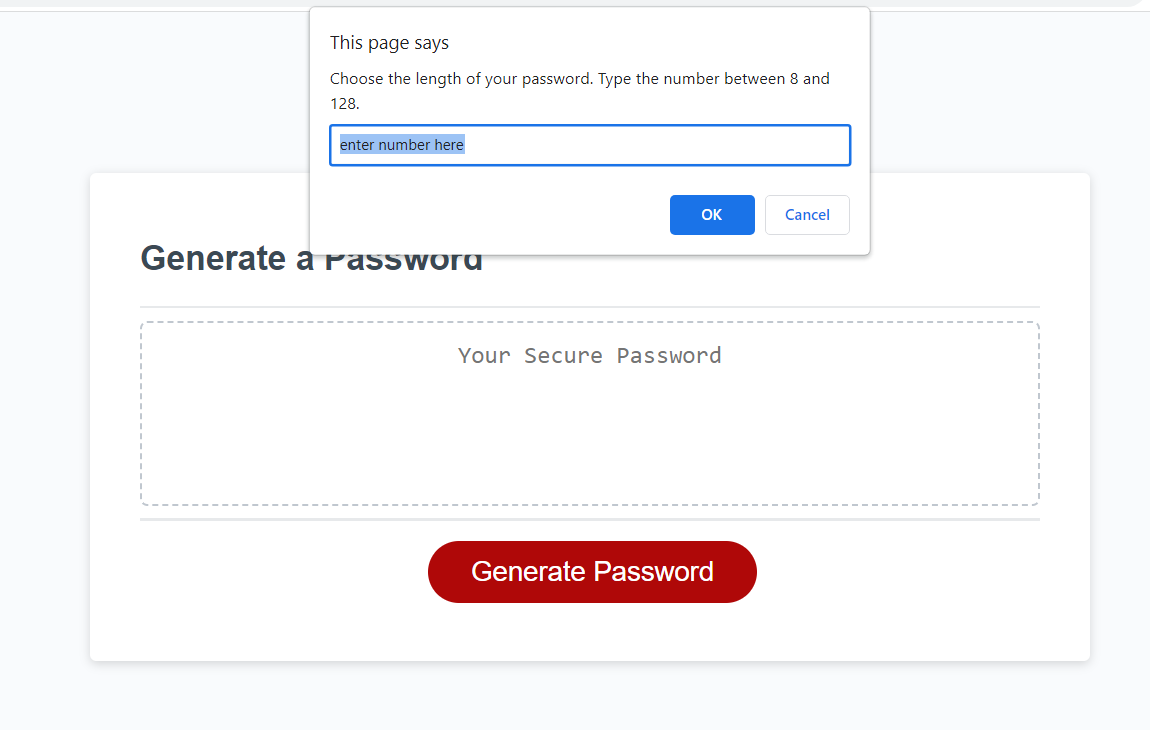 This page says
Choose the length of your password. Type the number between 8 and
128.
enter number here
OK Cancel
Generate a Password
Your Secure Password
Generate Password